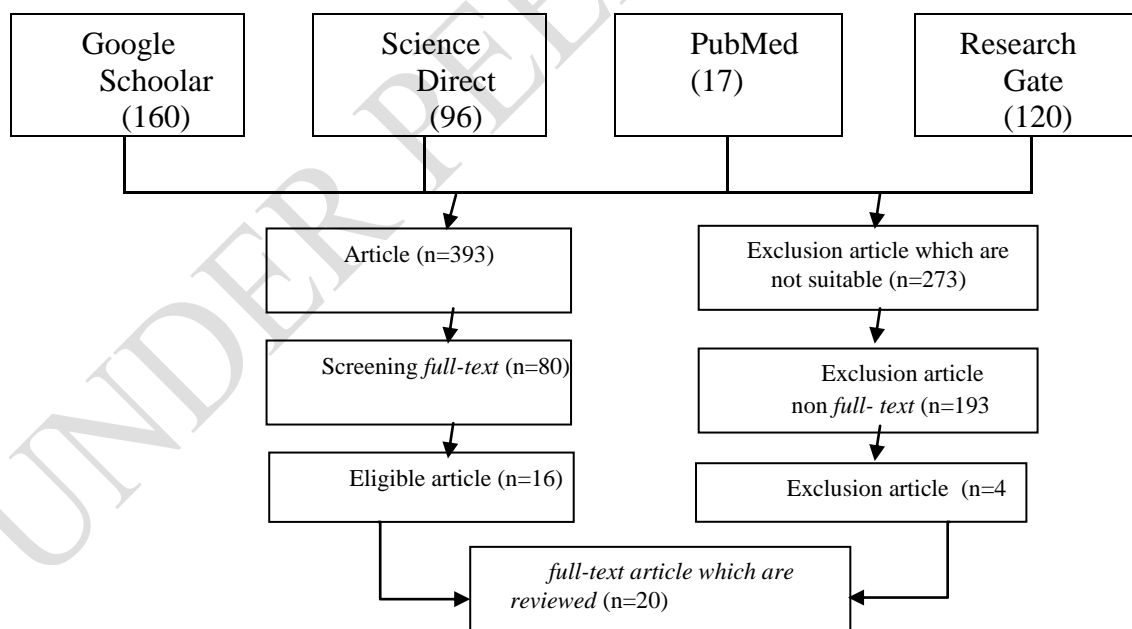 Google
Schoolar
(160)
Science
Direct
(96)
PubMed
(17)
Research
Gate
(120)
Article (n=393)
Exclusion article which are
not suitable (n=273)
Screening full-text (n=80)
Exclusion article
non full- text (n=193
Eligible article (n=16)
Exclusion article (n=4
full-text article which are
reviewed (n=20)
UNDER PEE